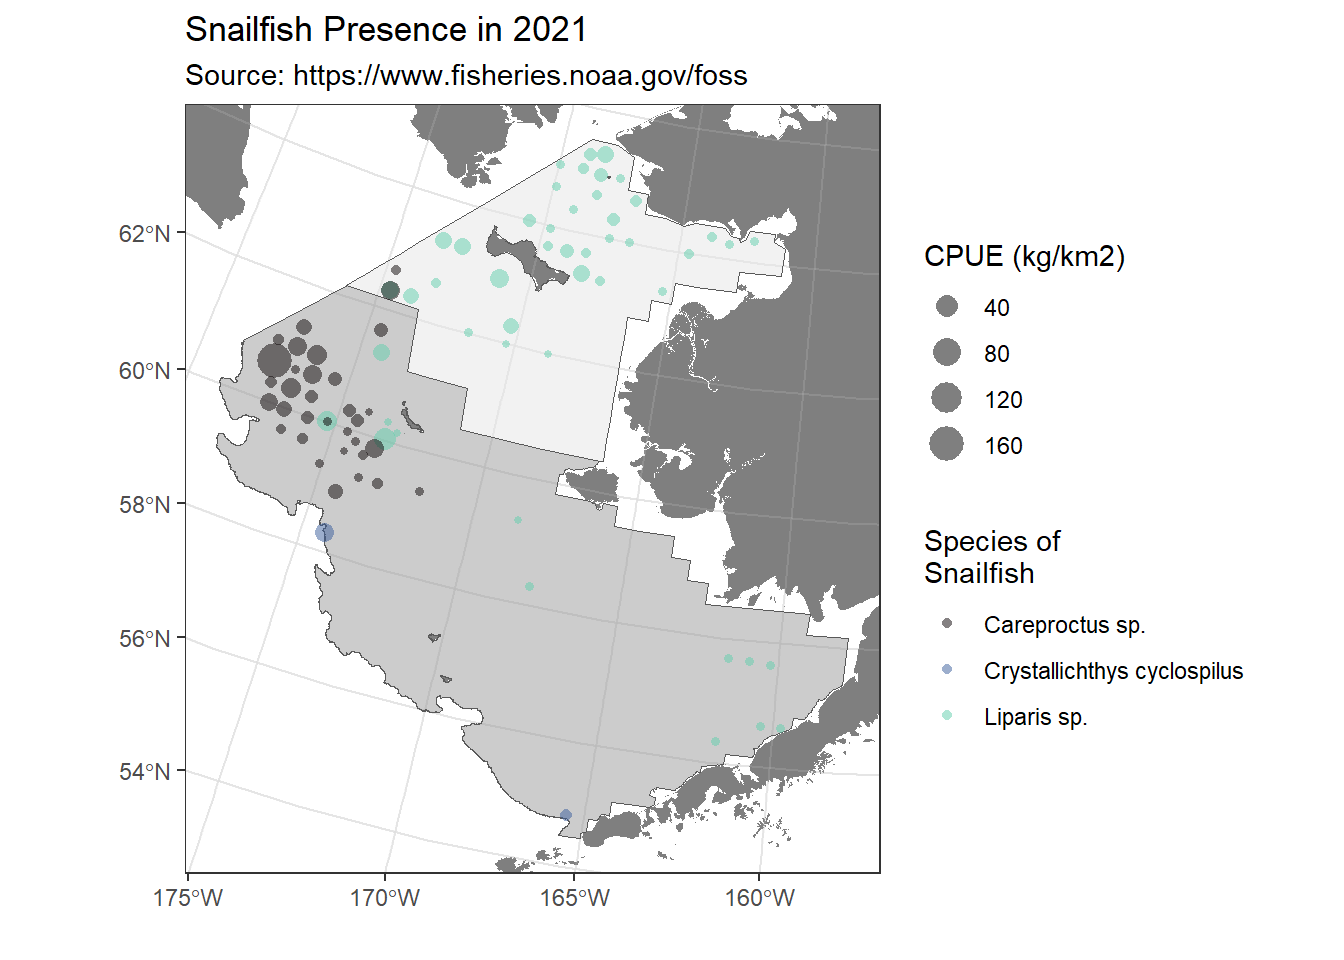 Snailfish Presence in 2021
Source: https://www.fisheries.noaa.gov/foss
62°N
60°N
58°N
56°N
54°N
175°W
170°W
165°W
160°W
CPUE (kg/km2)
40
80
120
160
Species of
Snailfish
Careproctus sp.
Crystallichthys cyclospilus
Liparis sp.